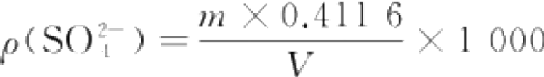 ρ(SO₄²⁻) = m × 0.411 6 / V × 1 000